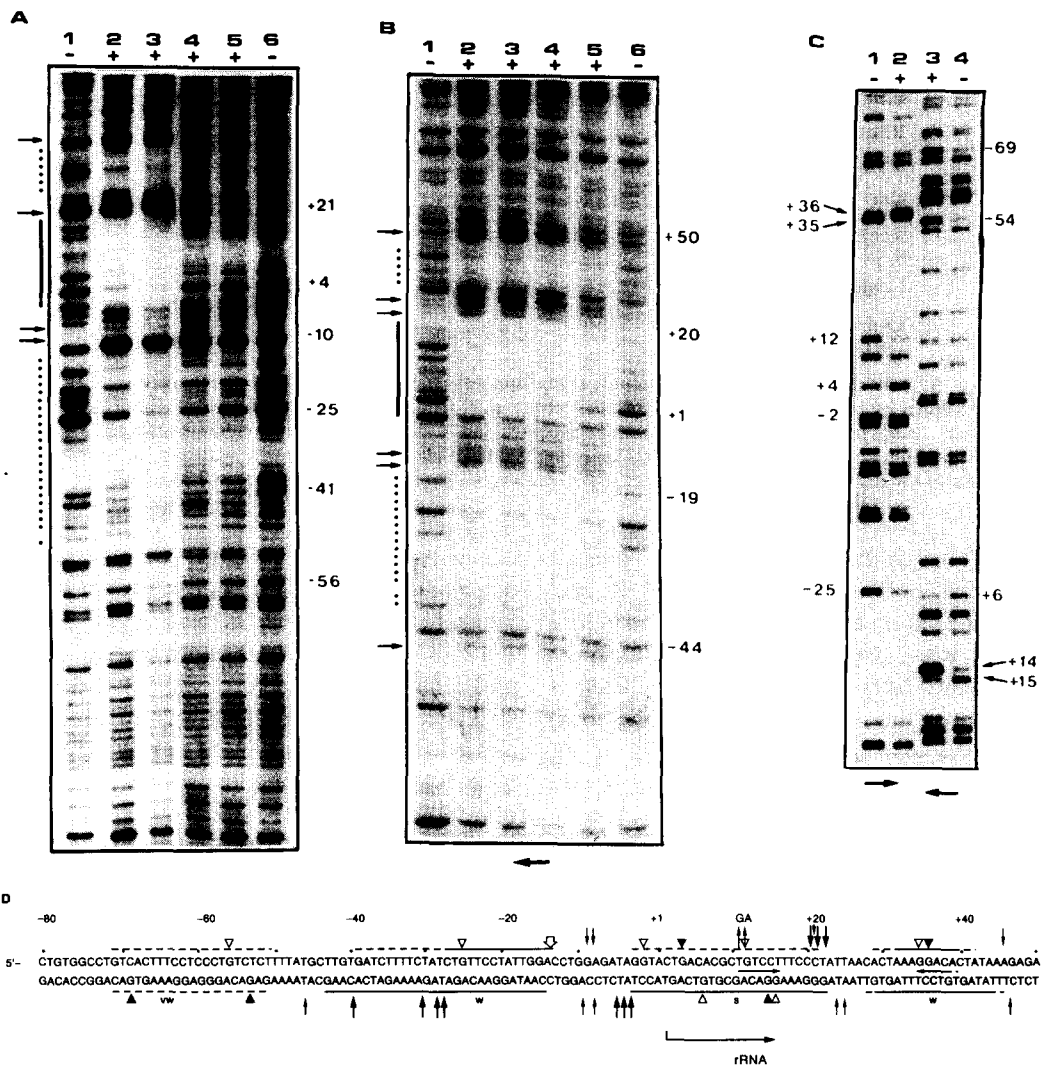 A
1 2 3 4 5 6
- + + + + -
+21
+4
-10
-25
-41
-56
B
1 2 3 4 5 6
- + + + + -
+50
+20
+1
-19
-44
C
1 2 3 4
- + + -
+36
+35
+12
+4
-2
-25
-69
-54
+6
+14
+15
D
-80 -60 -40 -20 +1 GA +20 +40
5'- CTGTGGCCTGTCACTTTCCTCCCTGTCTCTTTTATGCTTGTGATCTTTTCTATCTGTTCCTATTGGACCTGGAGATAGGTACTGACACGCTGTCCTTTCCCTATTAACACTAAAGGACACTATAAAGAGA
GACACCGGACAGTGAAAGGAGGGACAGAGAAAATACGAACACTAGAAAAGATAGACAAGGATAACCTGGACCTCTATCCATGACTGTGCGACAGGAAAGGGATAATTGTGATTTCCTGTGATATTTCTCT
vw w s w
rRNA